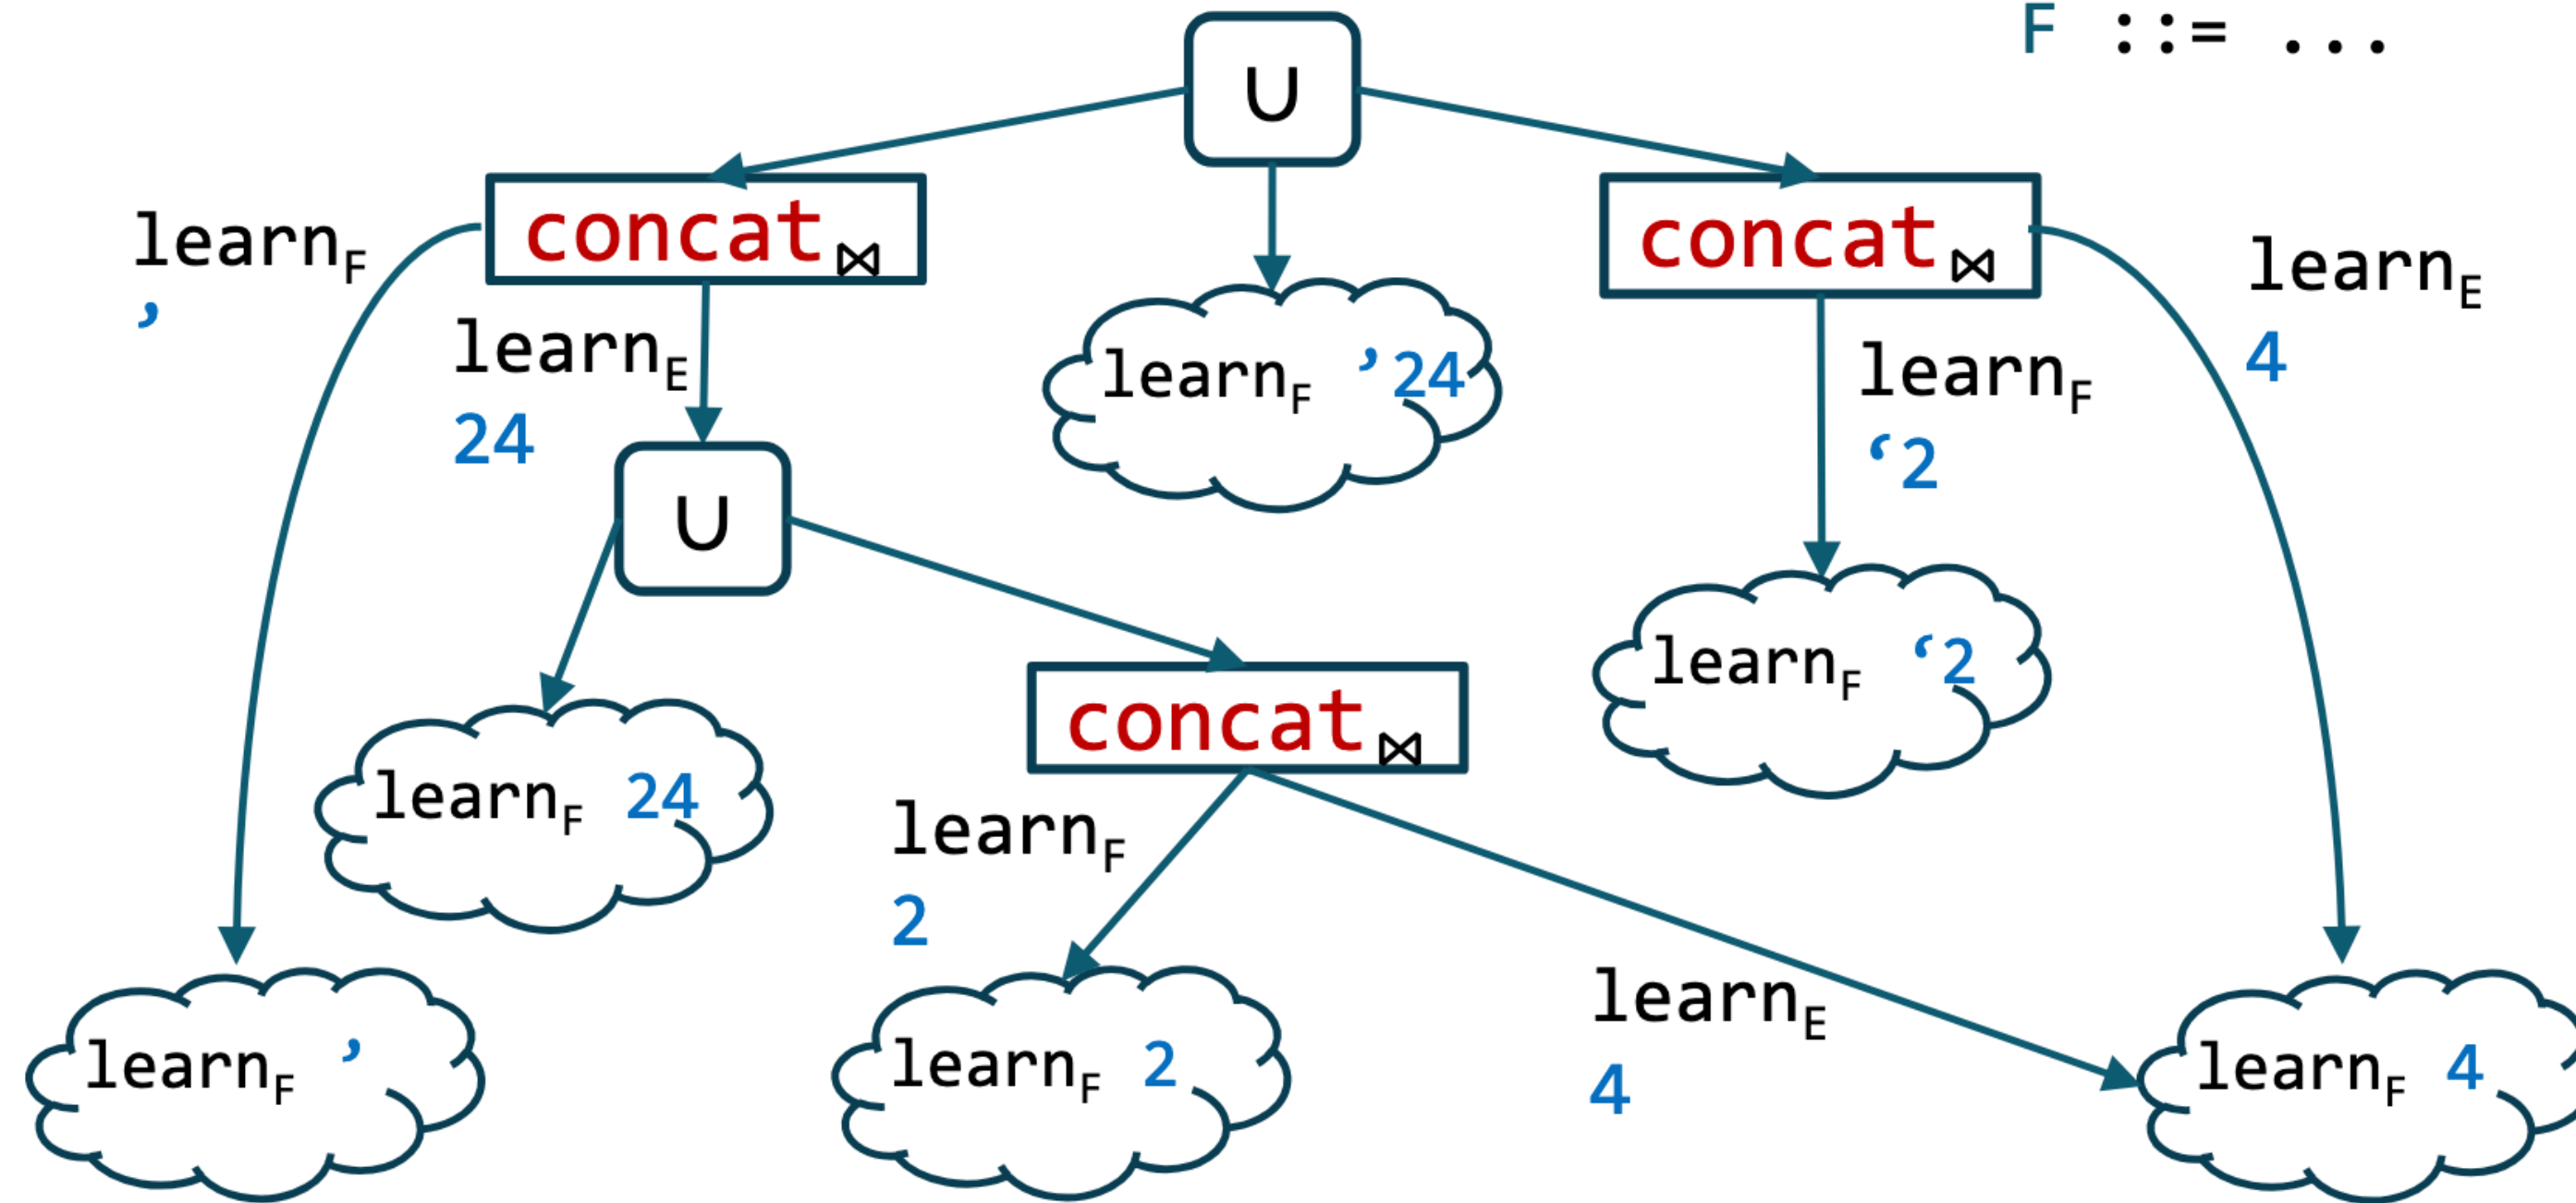 F ::= ...
U
concat⋈
concat⋈
learnF
’
learnE
24
learnF ’24
learnF
‘2
learnE
4
U
learnF 24
concat⋈
learnF ‘2
learnF
2
learnE
4
learnF ’
learnF 2
learnF 4